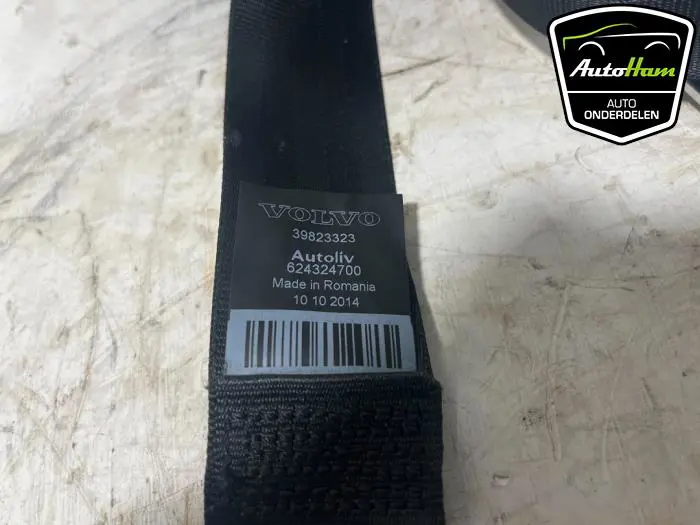 AutoHam
AUTO
ONDERDELEN
VOLVO
39823323
Autoliv
624324700
Made in Romania
10 10 2014